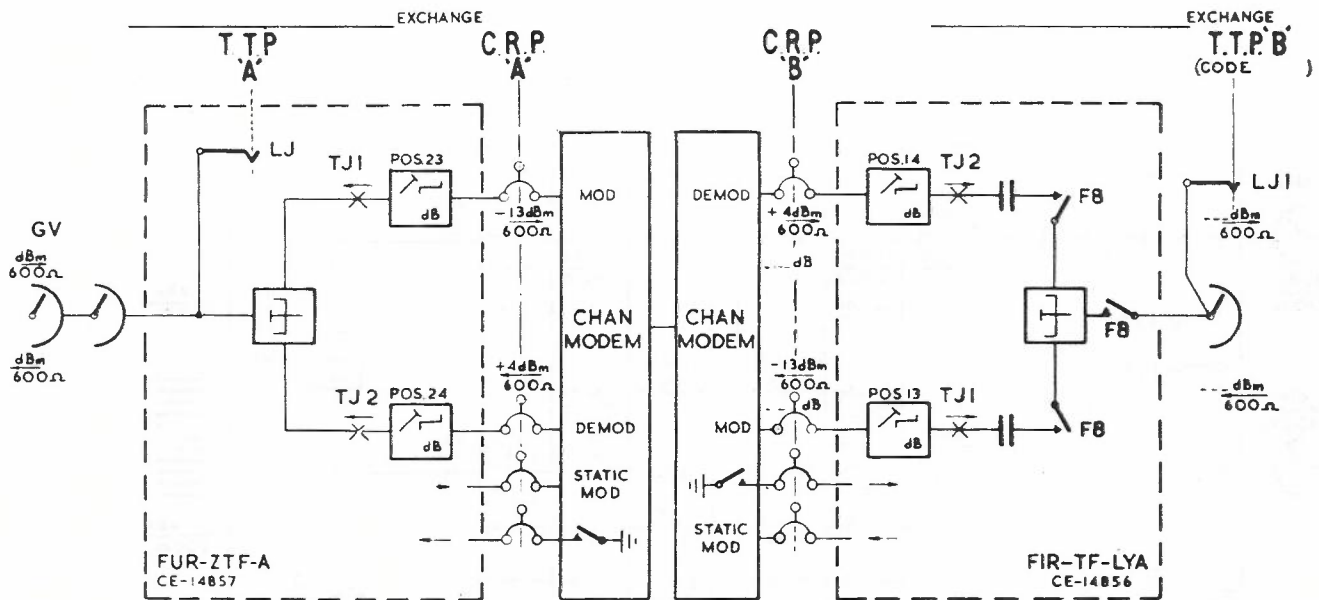 EXCHANGE
T.T.P.
'A'
C.R.P.
'A'
C.R.P.
'B'
EXCHANGE
T.T.P. 'B'
(CODE )
LJ
TJ1
POS.23
dB
-13dBm
600Ω
MOD
DEMOD
+4dBm
600Ω
--- dB
POS.14
dB
TJ2
F8
LJ1
--- dBm
600Ω
GV
dBm
600Ω
dBm
600Ω
CHAN
MODEM
CHAN
MODEM
F8
TJ2
POS.24
dB
+4dBm
600Ω
DEMOD
-13dBm
600Ω
--- dB
MOD
POS.13
dB
TJ1
F8
--- dBm
600Ω
STATIC
MOD
STATIC
MOD
FUR-ZTF-A
CE-14857
FIR-TF-LYA
CE-14856